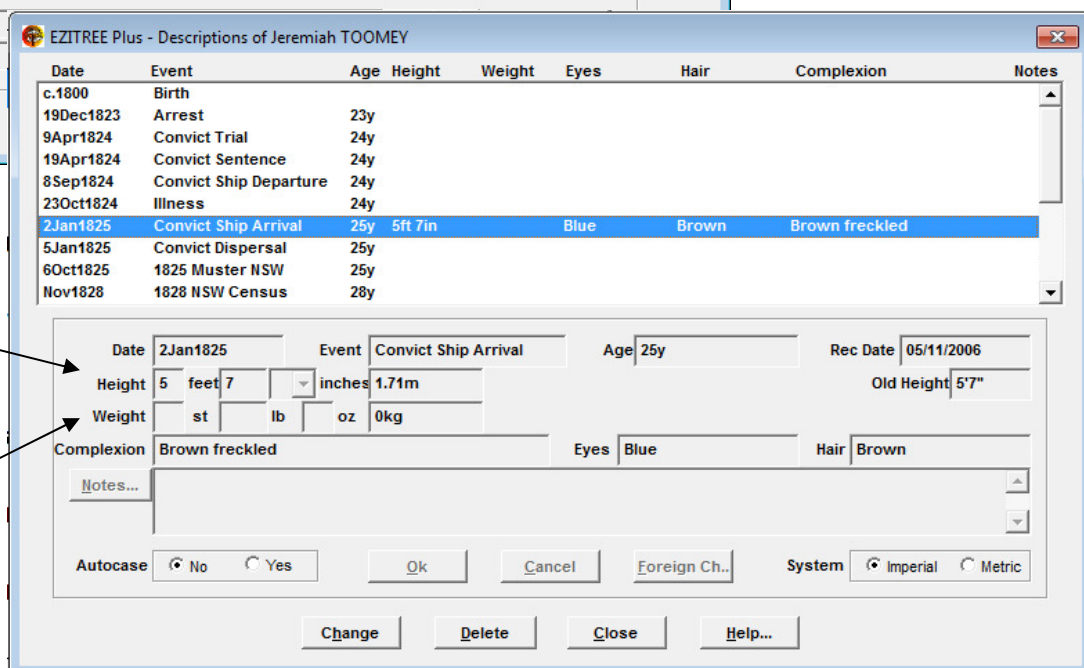 EZITREE Plus - Descriptions of Jeremiah TOOMEY
Date Event Age Height Weight Eyes Hair Complexion Notes
c.1800 Birth
19Dec1823 Arrest 23y
9Apr1824 Convict Trial 24y
19Apr1824 Convict Sentence 24y
8Sep1824 Convict Ship Departure 24y
23Oct1824 Illness 24y
2Jan1825 Convict Ship Arrival 25y 5ft 7in Blue Brown Brown freckled
5Jan1825 Convict Dispersal 25y
6Oct1825 1825 Muster NSW 25y
Nov1828 1828 NSW Census 28y
Date 2Jan1825 Event Convict Ship Arrival Age 25y Rec Date 05/11/2006
Height 5 feet 7 inches 1.71m Old Height 5'7"
Weight st lb oz 0kg
Complexion Brown freckled Eyes Blue Hair Brown
Notes...
Autocase No Yes Ok Cancel Foreign Ch.. System Imperial Metric
Change Delete Close Help...